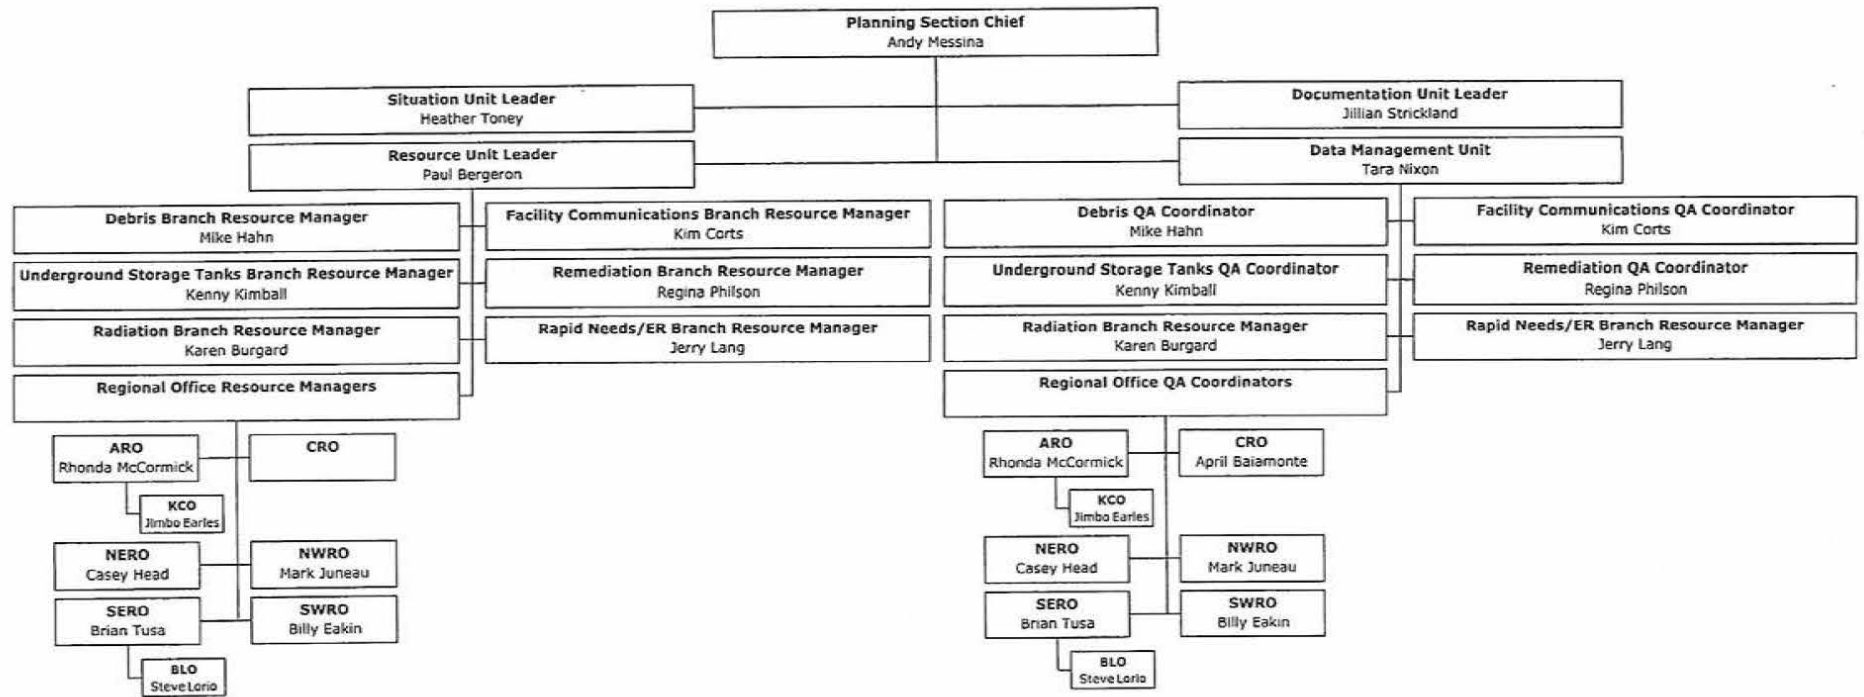 Planning Section Chief
Andy Messina
Situation Unit Leader
Heather Toney
Documentation Unit Leader
Jillian Strickland
Resource Unit Leader
Paul Bergeron
Data Management Unit
Tara Nixon
Debris Branch Resource Manager
Mike Hahn
Facility Communications Branch Resource Manager
Kim Corts
Underground Storage Tanks Branch Resource Manager
Kenny Kimball
Remediation Branch Resource Manager
Regina Philson
Radiation Branch Resource Manager
Karen Burgard
Rapid Needs/ER Branch Resource Manager
Jerry Lang
Regional Office Resource Managers
ARO
Rhonda McCormick
CRO
KCO
Jimbo Earles
NERO
Casey Head
NWRO
Mark Juneau
SERO
Brian Tusa
SWRO
Billy Eakin
BLO
Steve Lorio
Debris QA Coordinator
Mike Hahn
Facility Communications QA Coordinator
Kim Corts
Underground Storage Tanks QA Coordinator
Kenny Kimball
Remediation QA Coordinator
Regina Philson
Radiation Branch Resource Manager
Karen Burgard
Rapid Needs/ER Branch Resource Manager
Jerry Lang
Regional Office QA Coordinators
ARO
Rhonda McCormick
CRO
April Baiamonte
KCO
Jimbo Earles
NERO
Casey Head
NWRO
Mark Juneau
SERO
Brian Tusa
SWRO
Billy Eakin
BLO
Steve Lorio